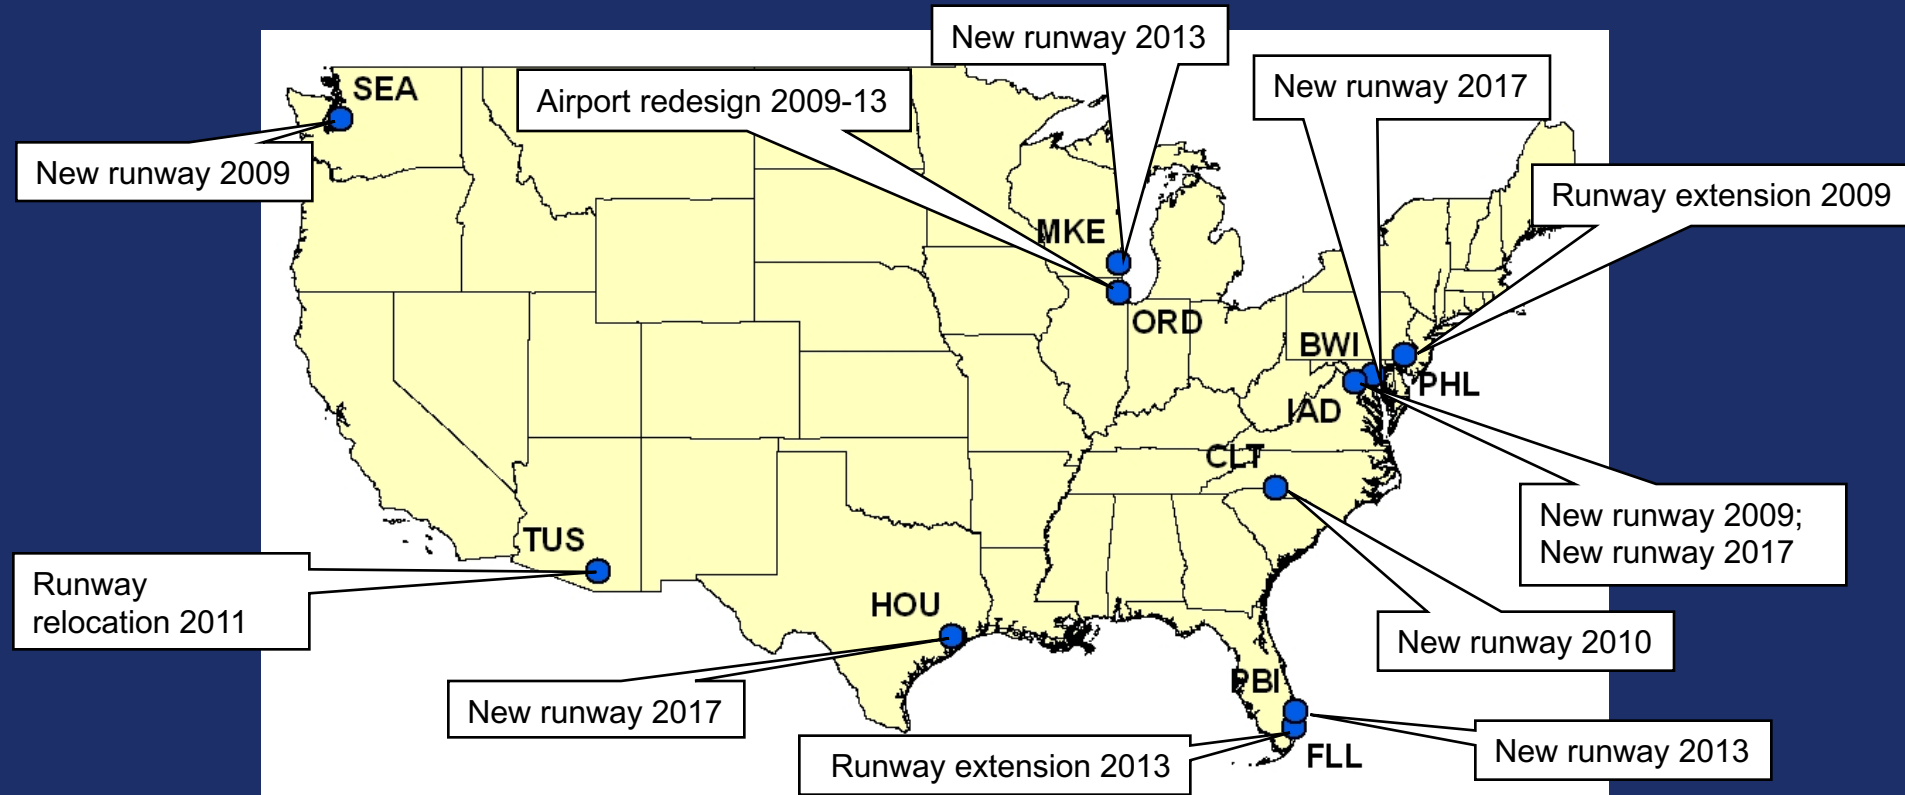 New runway 2013
SEA
Airport redesign 2009-13
New runway 2017
New runway 2009
Runway extension 2009
MKE
ORD
BWI
PHL
IAD
CLT
New runway 2009;
New runway 2017
TUS
Runway
relocation 2011
HOU
New runway 2010
PBI
New runway 2017
New runway 2013
Runway extension 2013
FLL